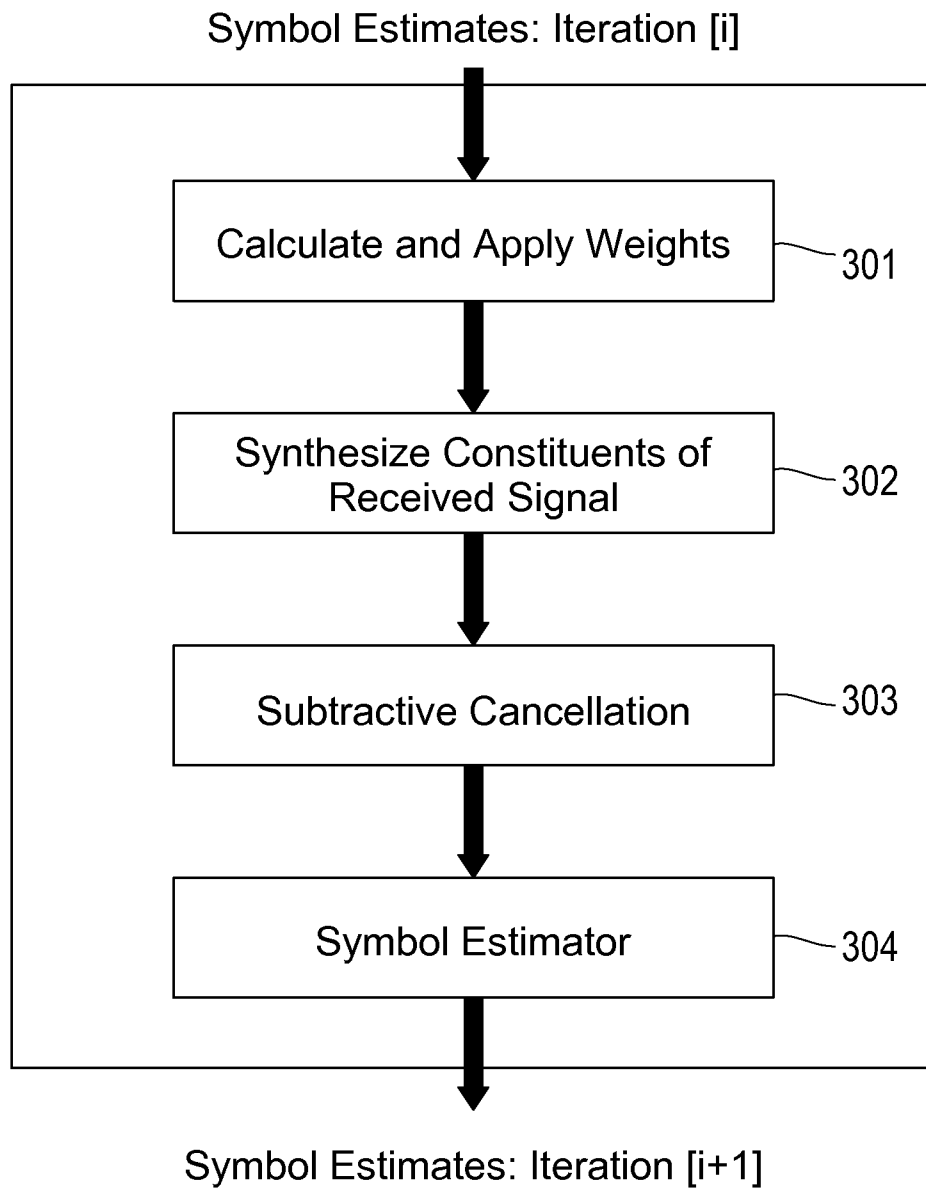 Symbol Estimates: Iteration [i]
Calculate and Apply Weights
301
Synthesize Constituents of
Received Signal
302
Subtractive Cancellation
303
Symbol Estimator
304
Symbol Estimates: Iteration [i+1]